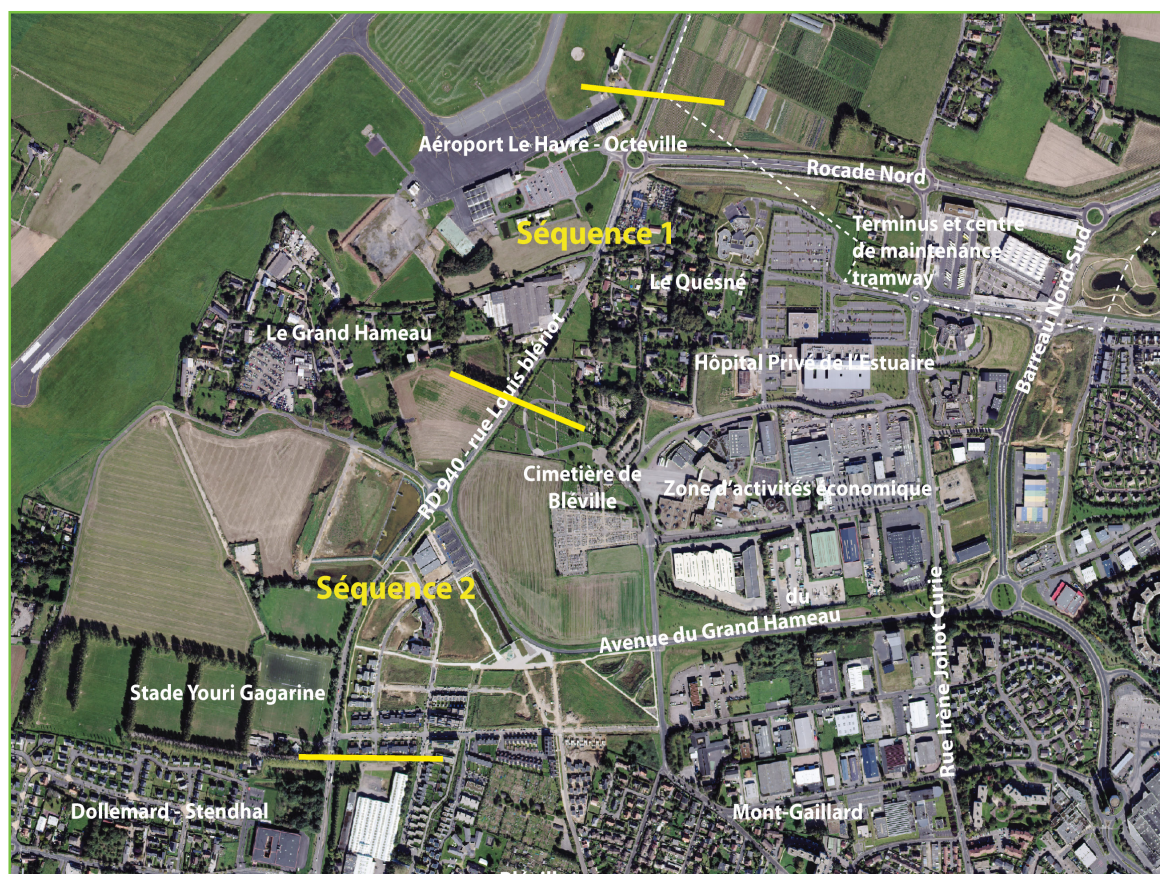 Aéroport Le Havre - Octeville
Rocade Nord
Séquence 1
Terminus et centre
de maintenance
tramway
Le Quesné
Barreau Nord-Sud
Le Grand Hameau
RD 940 - rue Louis blérior
Hôpital Privé de l'Estuaire
Cimetière de
Bléville
Zone d'activités économique
Séquence 2
du
Avenue du Grand Hameau
Rue Irène Joliot Curie
Stade Youri Gagarine
Dollemard - Stendhal
Mont-Gaillard